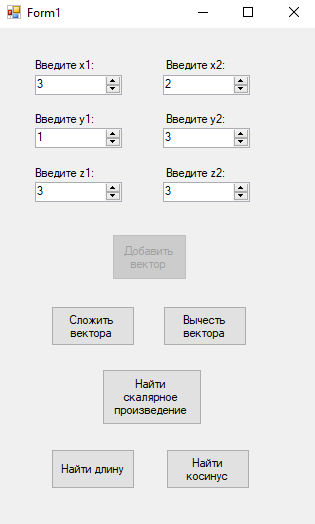 Form1
Введите x1: Введите x2:
3 2
Введите y1: Введите y2:
1 3
Введите z1: Введите z2:
3 3
Добавить
вектор
Сложить Вычесть
вектора вектора
Найти
скалярное
произведение
Найти длину
Найти
косинус